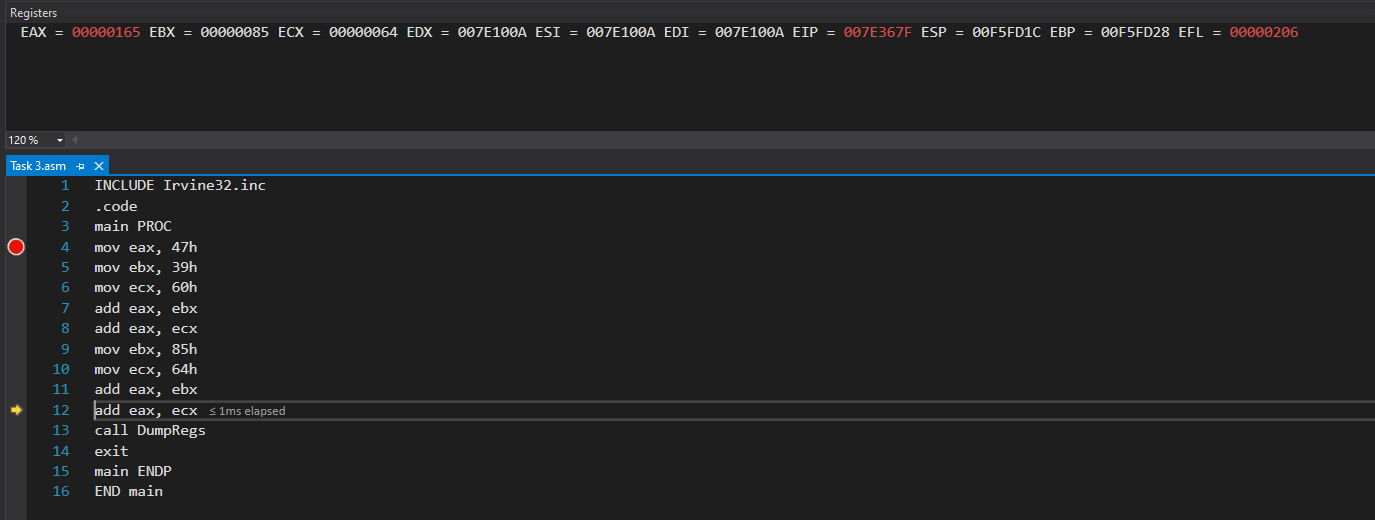 Registers
EAX = 00000165 EBX = 00000085 ECX = 00000064 EDX = 007E100A ESI = 007E100A EDI = 007E100A EIP = 007E367F ESP = 00F5FD1C EBP = 00F5FD28 EFL = 00000206
120 %
Task 3.asm
1 INCLUDE Irvine32.inc
2 .code
3 main PROC
4 mov eax, 47h
5 mov ebx, 39h
6 mov ecx, 60h
7 add eax, ebx
8 add eax, ecx
9 mov ebx, 85h
10 mov ecx, 64h
11 add eax, ebx
12 add eax, ecx ≤ 1ms elapsed
13 call DumpRegs
14 exit
15 main ENDP
16 END main